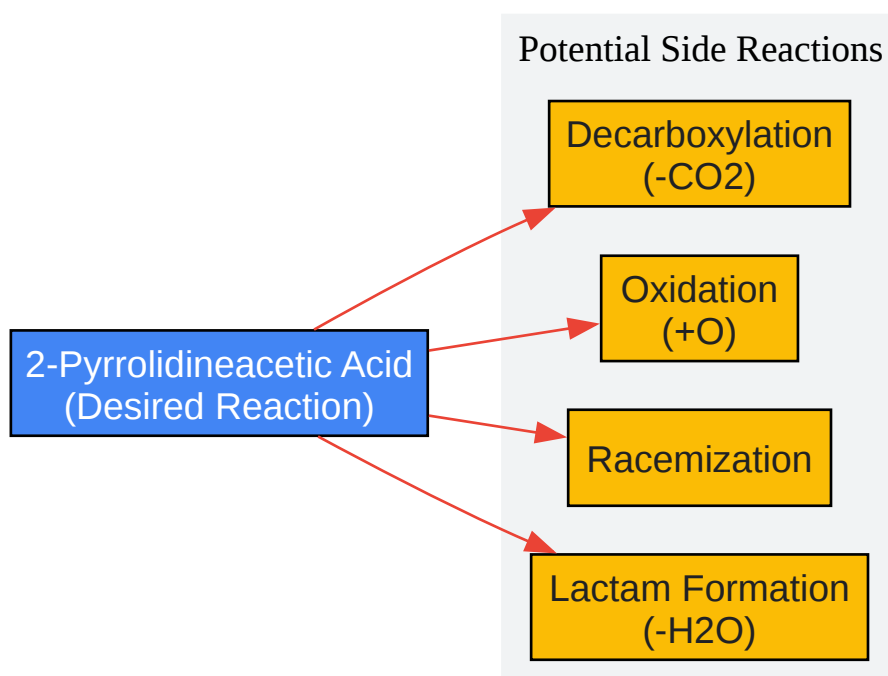 Potential Side Reactions
Decarboxylation
(-CO2)
Oxidation
(+O)
2-Pyrrolidineacetic Acid
(Desired Reaction)
Racemization
Lactam Formation
(-H2O)